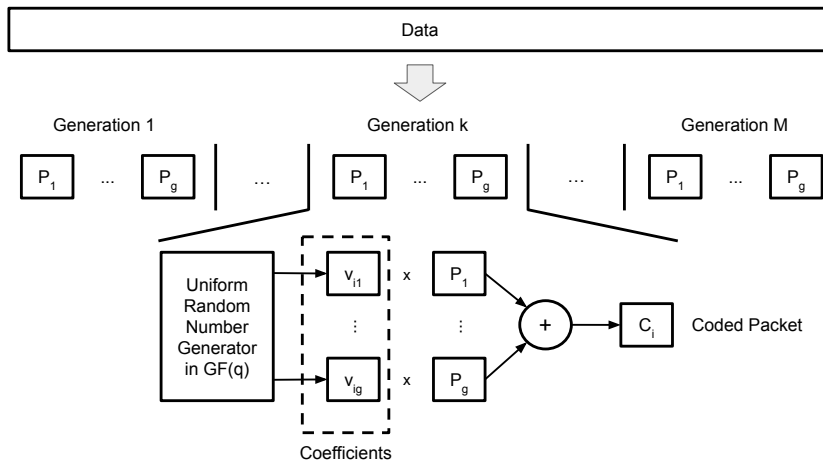 Data
Generation 1
Generation k
Generation M
P1 ... Pg ... P1 ... Pg ... P1 ... Pg
Uniform
Random
Number
Generator
in GF(q)
vi1 x P1
⋮ ⋮
+ Ci Coded Packet
vig x Pg
Coefficients